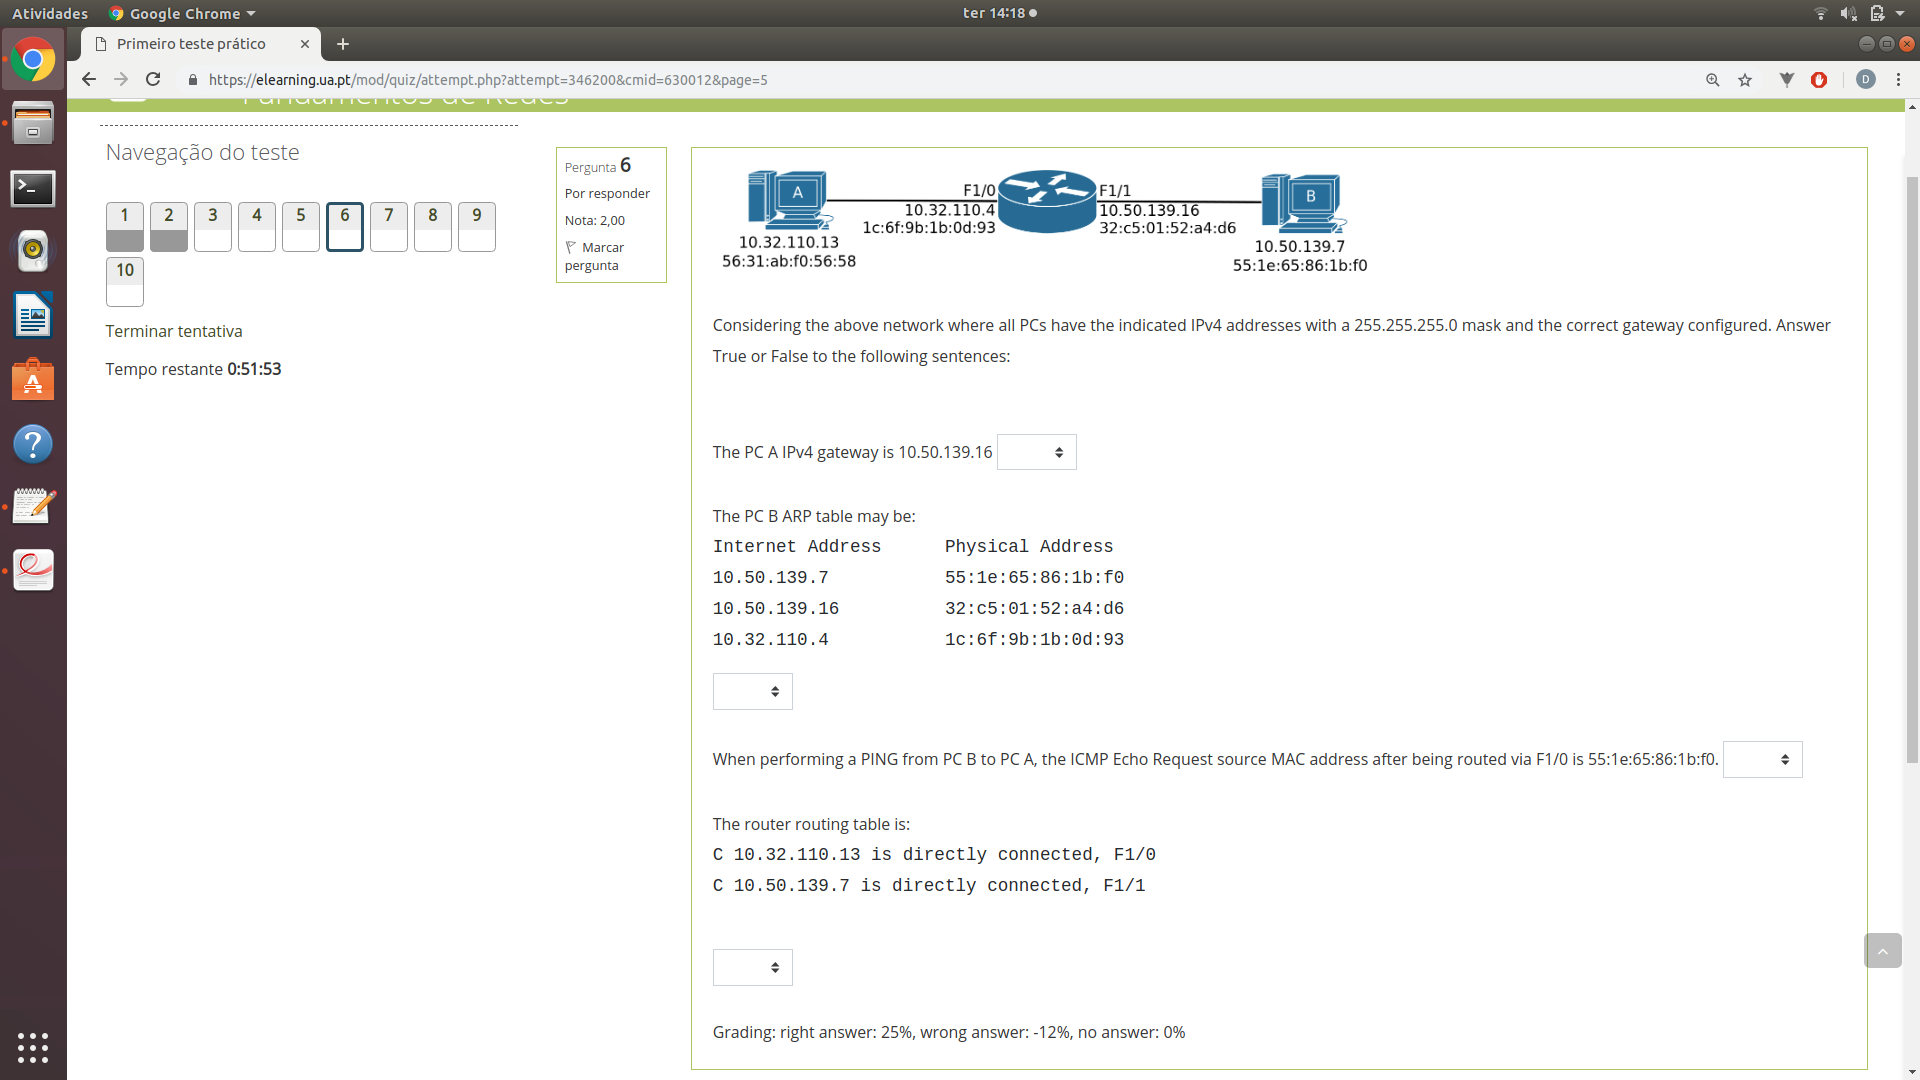 Atividades
Google Chrome
ter 14:18
Primeiro teste prático
https://elearning.ua.pt/mod/quiz/attempt.php?attempt=346200&cmid=630012&page=5
D
Fundamentos de Redes
Navegação do teste
1 2 3 4 5 6 7 8 9
10
Terminar tentativa
Tempo restante 0:51:53
Pergunta 6
Por responder
Nota: 2,00
Marcar
pergunta
A
F1/0
10.32.110.4
1c:6f:9b:1b:0d:93
10.32.110.13
56:31:ab:f0:56:58
F1/1
10.50.139.16
32:c5:01:52:a4:d6
B
10.50.139.7
55:1e:65:86:1b:f0
Considering the above network where all PCs have the indicated IPv4 addresses with a 255.255.255.0 mask and the correct gateway configured. Answer
True or False to the following sentences:
The PC A IPv4 gateway is 10.50.139.16
The PC B ARP table may be:
Internet Address Physical Address
10.50.139.7 55:1e:65:86:1b:f0
10.50.139.16 32:c5:01:52:a4:d6
10.32.110.4 1c:6f:9b:1b:0d:93
When performing a PING from PC B to PC A, the ICMP Echo Request source MAC address after being routed via F1/0 is 55:1e:65:86:1b:f0.
The router routing table is:
C 10.32.110.13 is directly connected, F1/0
C 10.50.139.7 is directly connected, F1/1
Grading: right answer: 25%, wrong answer: -12%, no answer: 0%